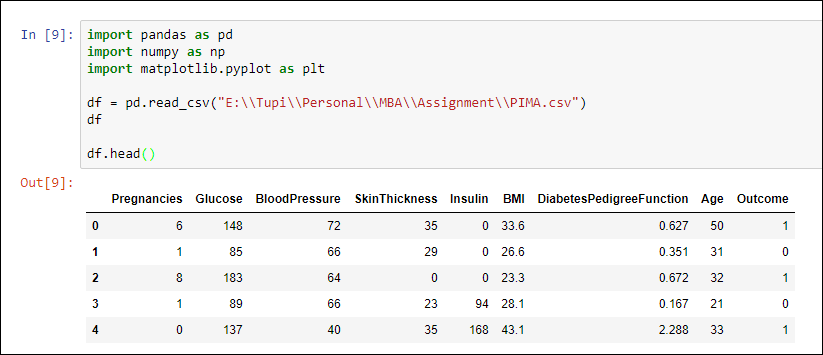 In [9]: import pandas as pd
import numpy as np
import matplotlib.pyplot as plt
df = pd.read_csv("E:\\Tupi\\Personal\\MBA\\Assignment\\PIMA.csv")
df
df.head()
Out[9]:
Pregnancies Glucose BloodPressure SkinThickness Insulin BMI DiabetesPedigreeFunction Age Outcome
0 6 148 72 35 0 33.6 0.627 50 1
1 1 85 66 29 0 26.6 0.351 31 0
2 8 183 64 0 0 23.3 0.672 32 1
3 1 89 66 23 94 28.1 0.167 21 0
4 0 137 40 35 168 43.1 2.288 33 1